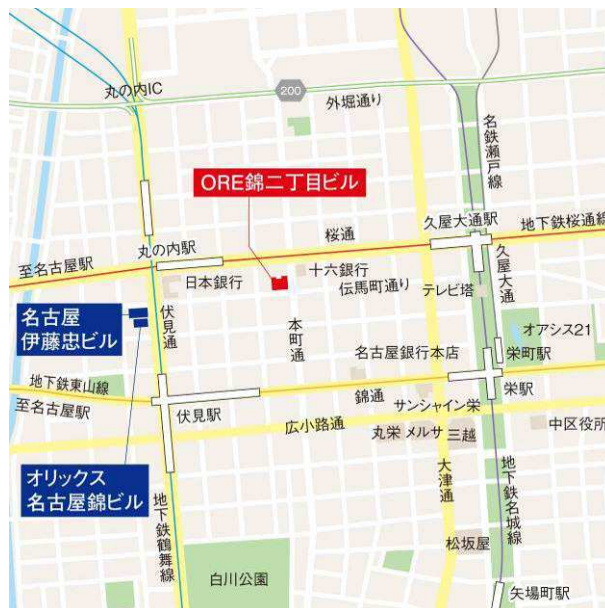 丸の内IC
200
外堀通り
名鉄瀬戸線
ORE錦二丁目ビル
久屋大通駅
地下鉄桜通線
桜通
丸の内駅
至名古屋駅
日本銀行
十六銀行
伝馬町通り
テレビ塔
久屋大通
名古屋
伊藤忠ビル
伏見通
本町通
オアシス21
名古屋銀行本店
栄町駅
地下鉄東山線
至名古屋駅
錦通
栄駅
サンシャイン栄
伏見駅
広小路通
丸栄
メルサ
三越
中区役所
オリックス
名古屋錦ビル
大津通
地下鉄名城線
地下鉄鶴舞線
松坂屋
白川公園
矢場町駅